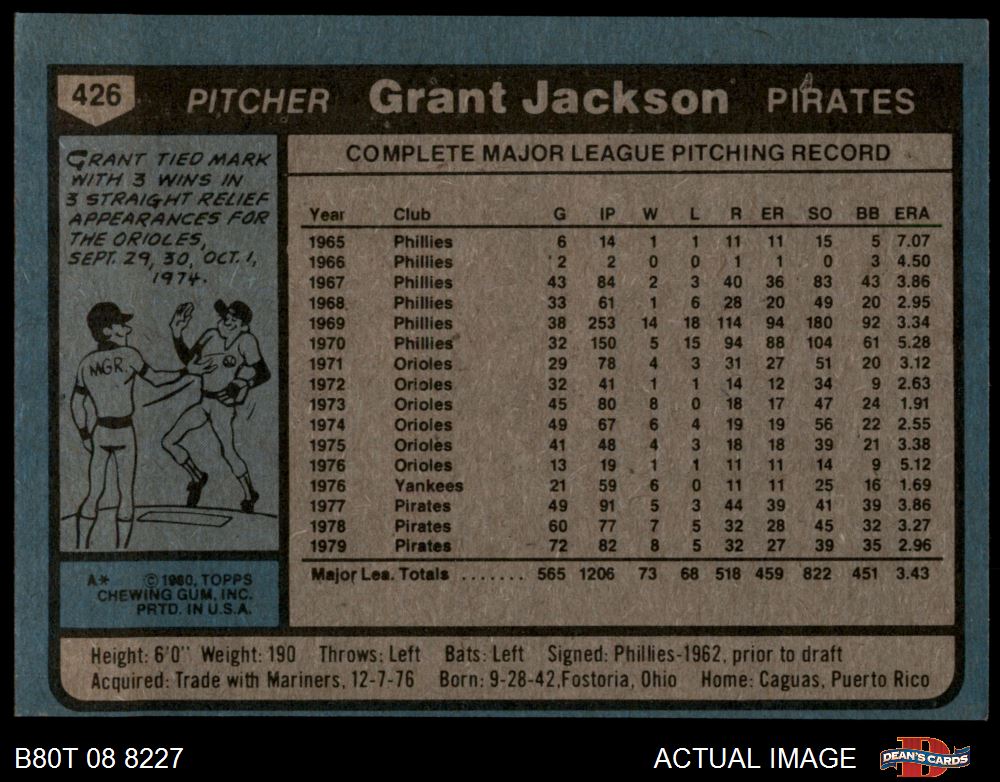 426 PITCHER Grant Jackson PIRATES
GRANT TIED MARK
WITH 3 WINS IN
3 STRAIGHT RELIEF
APPEARANCES FOR
THE ORIOLES,
SEPT. 29, 30, OCT. 1,
1974.
MGR.
COMPLETE MAJOR LEAGUE PITCHING RECORD
Year Club G IP W L R ER SO BB ERA
1965 Phillies 6 14 1 1 11 11 15 5 7.07
1966 Phillies 2 2 0 0 1 1 0 3 4.50
1967 Phillies 43 84 2 3 40 36 83 43 3.86
1968 Phillies 33 61 1 6 28 20 49 20 2.95
1969 Phillies 38 253 14 18 114 94 180 92 3.34
1970 Phillies 32 150 5 15 94 88 104 61 5.28
1971 Orioles 29 78 4 3 31 27 51 20 3.12
1972 Orioles 32 41 1 1 14 12 34 9 2.63
1973 Orioles 45 80 8 0 18 17 47 24 1.91
1974 Orioles 49 67 6 4 19 19 56 22 2.55
1975 Orioles 41 48 4 3 18 18 39 21 3.38
1976 Orioles 13 19 1 1 11 11 14 9 5.12
1976 Yankees 21 59 6 0 11 11 25 16 1.69
1977 Pirates 49 91 5 3 44 39 41 39 3.86
1978 Pirates 60 77 7 5 32 28 45 32 3.27
1979 Pirates 72 82 8 5 32 27 39 35 2.96
Major Lea. Totals ....... 565 1206 73 68 518 459 822 451 3.43
A* © 1980, TOPPS
CHEWING GUM, INC.
PRTD. IN U.S.A.
Height: 6'0" Weight: 190 Throws: Left Bats: Left Signed: Phillies-1962, prior to draft
Acquired: Trade with Mariners, 12-7-76 Born: 9-28-42, Fostoria, Ohio Home: Caguas, Puerto Rico
B80T 08 8227 ACTUAL IMAGE DEAN'S CARDS